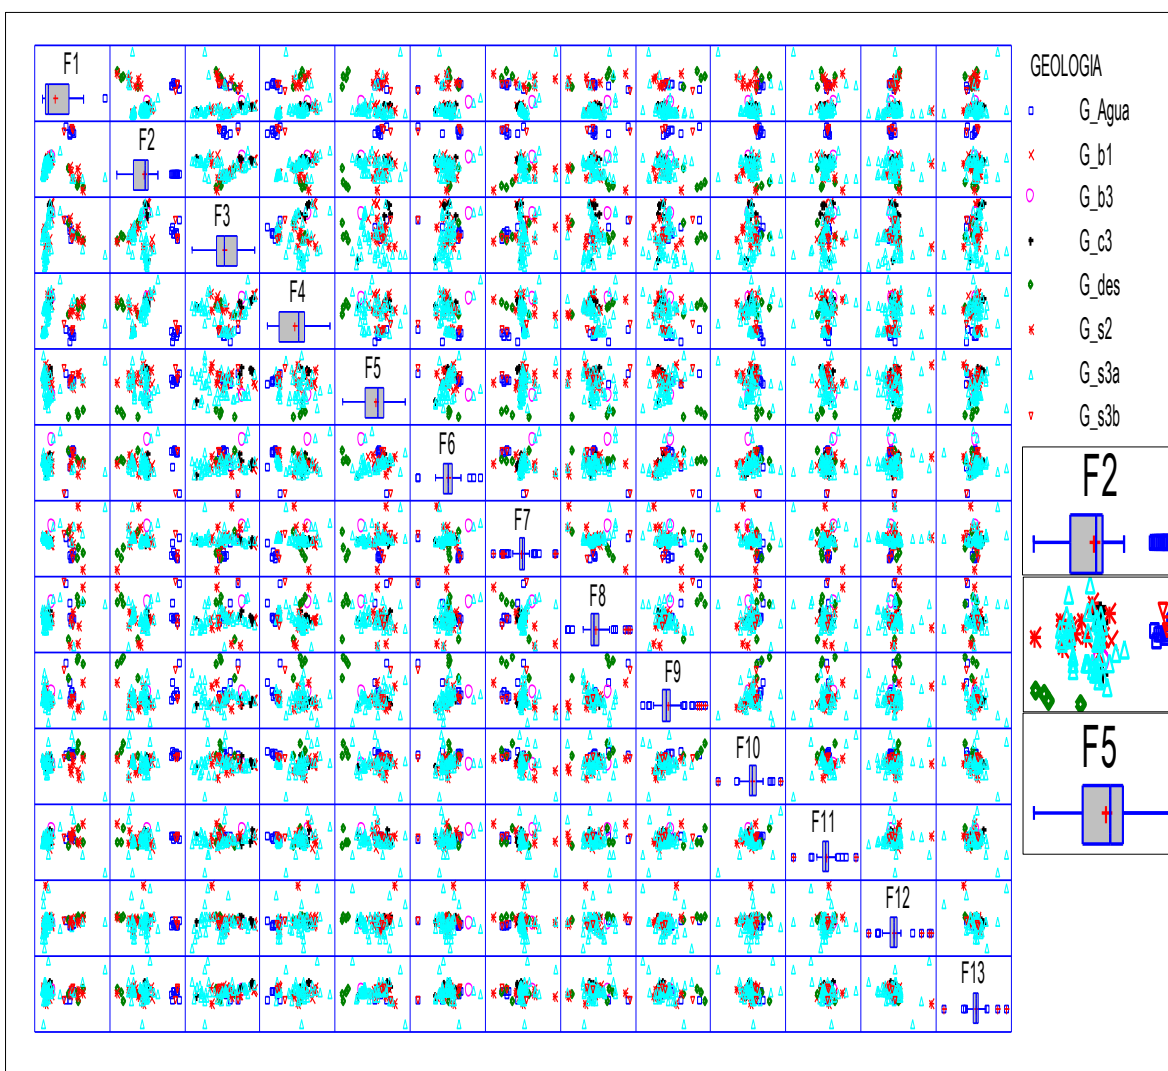 F1
F2
F3
F4
F5
F6
F7
F8
F9
F10
F11
F12
F13
GEOLOGIA
G_Agua
G_b1
G_b3
G_c3
G_des
G_s2
G_s3a
G_s3b
F2
F5